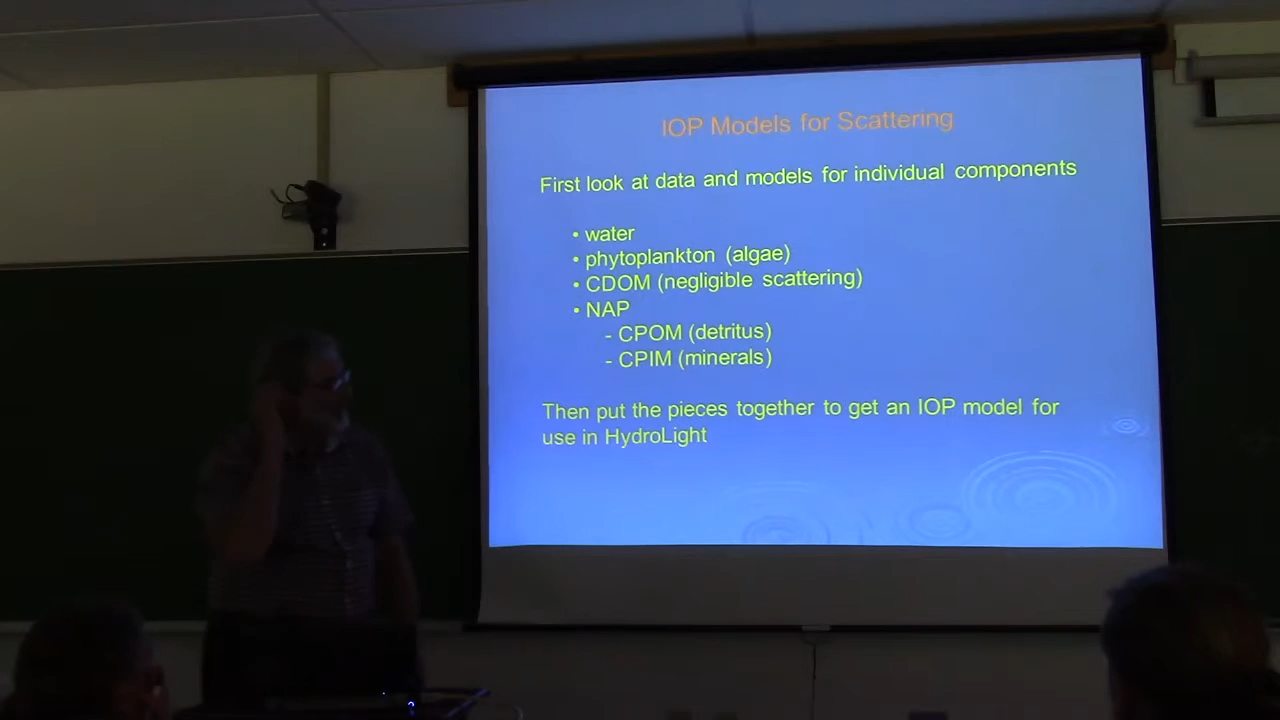 IOP Models for Scattering
First look at data and models for individual components
• water
• phytoplankton (algae)
• CDOM (negligible scattering)
• NAP
- CPOM (detritus)
- CPIM (minerals)
Then put the pieces together to get an IOP model for
use in HydroLight